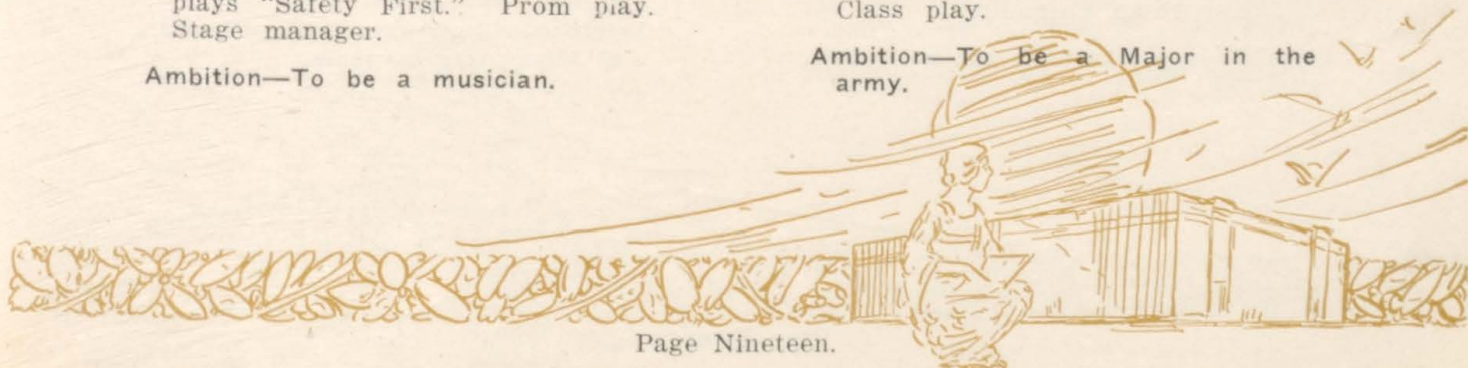 plays "Safety First." Prom play.
Stage manager.
Ambition—To be a musician.
Class play.
Ambition—To be a Major in the
army.
Page Nineteen.